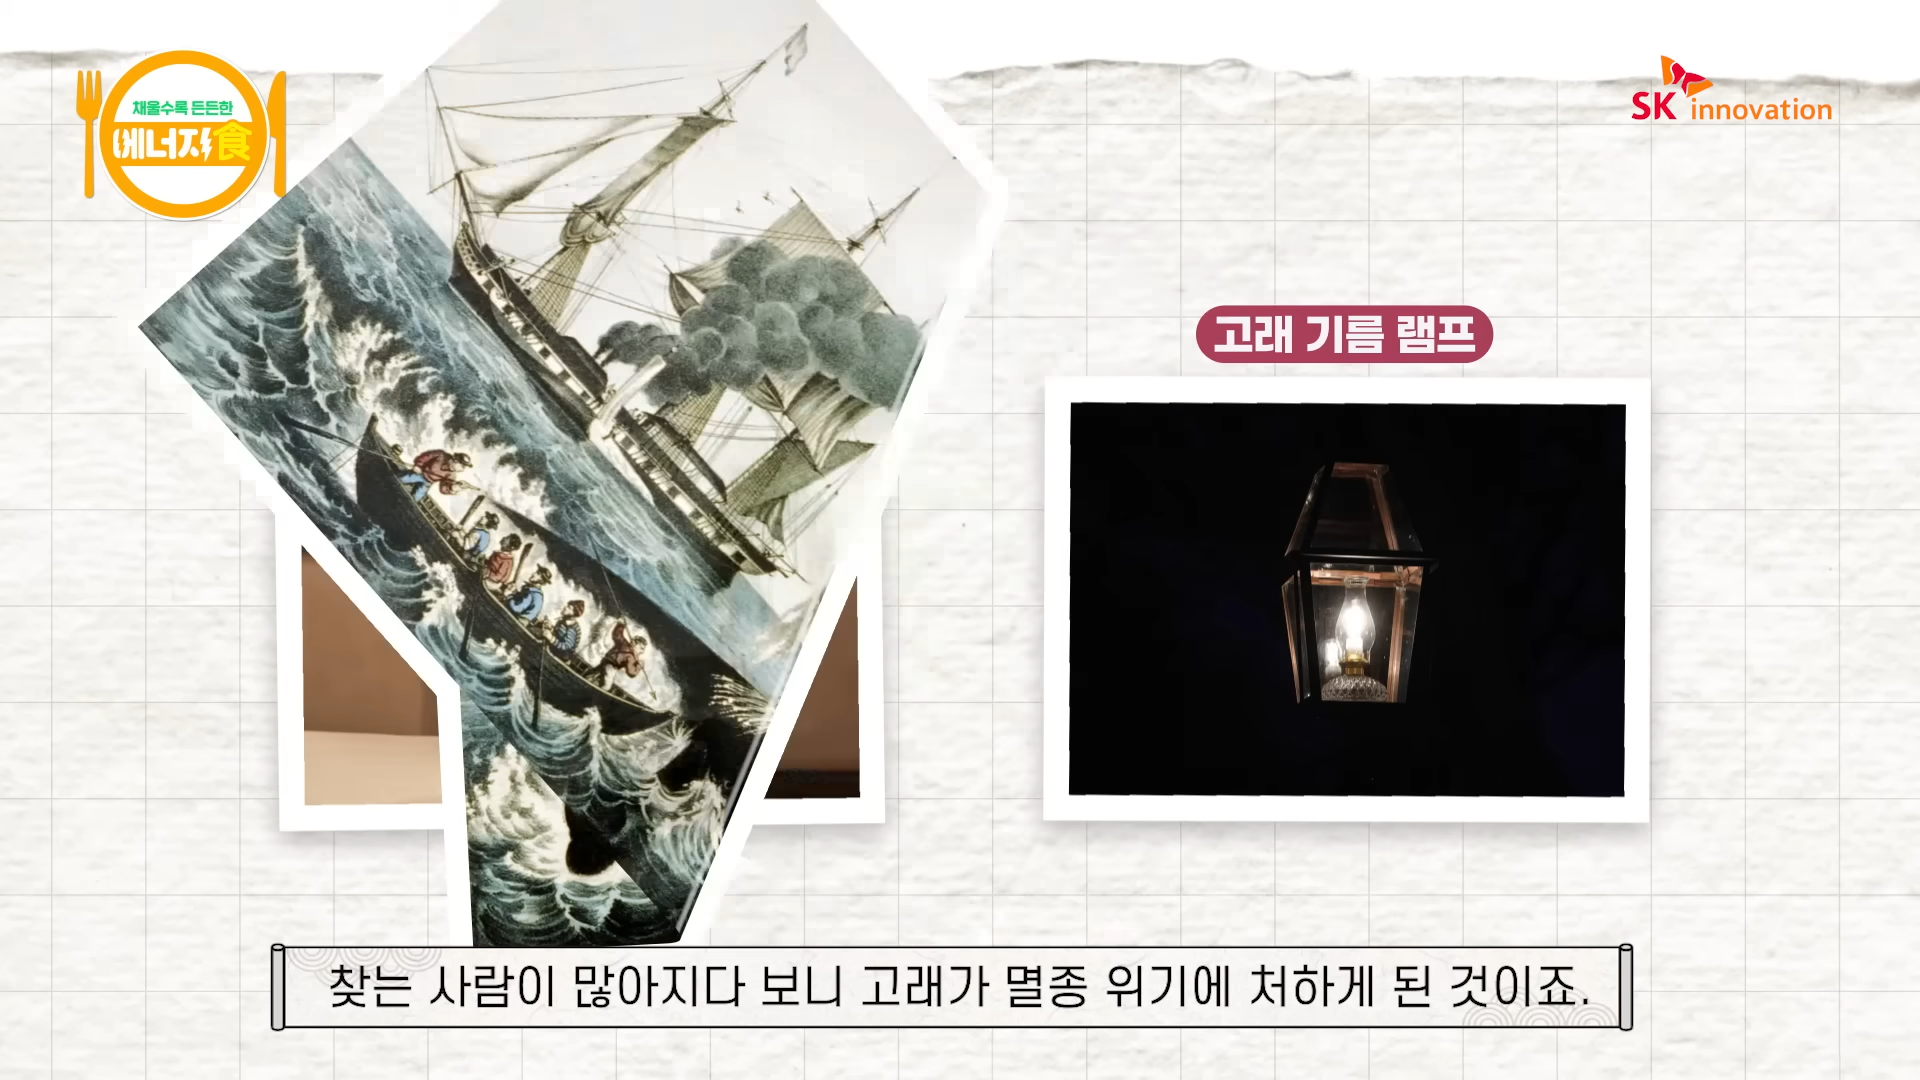 채울수록 든든한
에너지食
SK innovation
고래 기름 램프
찾는 사람이 많아지다 보니 고래가 멸종 위기에 처하게 된 것이죠.